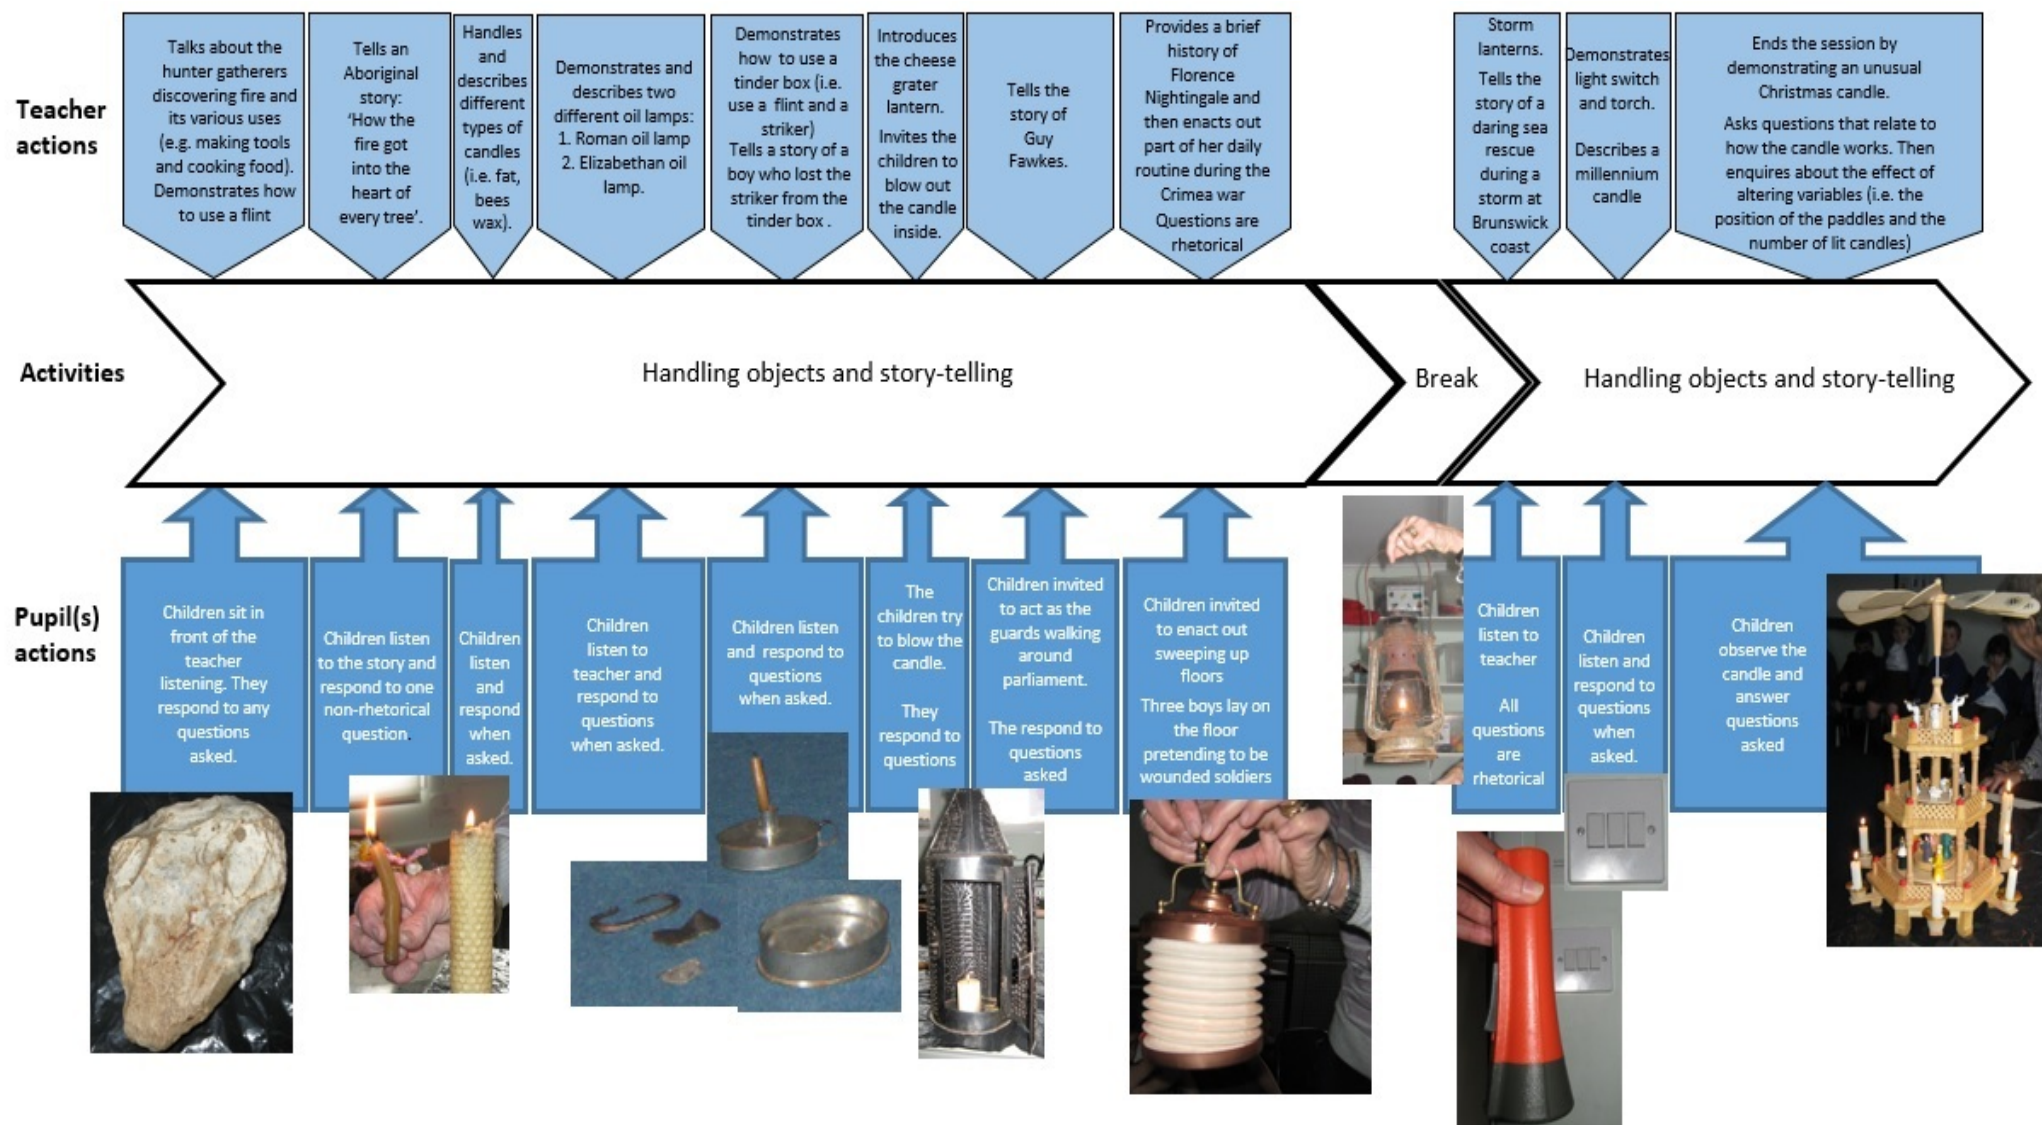 Teacher
actions
Talks about the
hunter gatherers
discovering fire and
its various uses
(e.g. making tools
and cooking food).
Demonstrates how
to use a flint
Tells an
Aboriginal
story:
‘How the
fire got
into the
heart of
every tree’.
Handles
and
describes
different
types of
candles
(i.e. fat,
bees
wax).
Demonstrates and
describes two
different oil lamps:
1. Roman oil lamp
2. Elizabethan oil
lamp.
Demonstrates
how to use a
tinder box (i.e.
use a flint and a
striker)
Tells a story of a
boy who lost the
striker from the
tinder box .
Introduces
the cheese
grater
lantern.
Invites the
children to
blow out
the candle
inside.
Tells the
story of
Guy
Fawkes.
Provides a brief
history of
Florence
Nightingale and
then enacts out
part of her daily
routine during the
Crimea war
Questions are
rhetorical
Storm
lanterns.
Tells the
story of a
daring sea
rescue
during a
storm at
Brunswick
coast
Demonstrates
light switch
and torch.
Describes a
millennium
candle
Ends the session by
demonstrating an unusual
Christmas candle.
Asks questions that relate to
how the candle works. Then
enquires about the effect of
altering variables (i.e. the
position of the paddles and the
number of lit candles)
Activities
Handling objects and story-telling
Break
Handling objects and story-telling
Pupil(s)
actions
Children sit in
front of the
teacher
listening. They
respond to any
questions
asked.
Children listen
to the story and
respond to one
non-rhetorical
question.
Children
listen
and
respond
when
asked.
Children
listen to
teacher and
respond to
questions
when asked.
Children listen
and respond to
questions
when asked.
The
children try
to blow the
candle.
They
respond to
questions
Children invited
to act as the
guards walking
around
parliament.
The respond to
questions
asked
Children invited
to enact out
sweeping up
floors
Three boys lay on
the floor
pretending to be
wounded soldiers
Children
listen to
teacher
All
questions
are
rhetorical
Children
listen and
respond to
questions
when
asked.
Children
observe the
candle and
answer
questions
asked